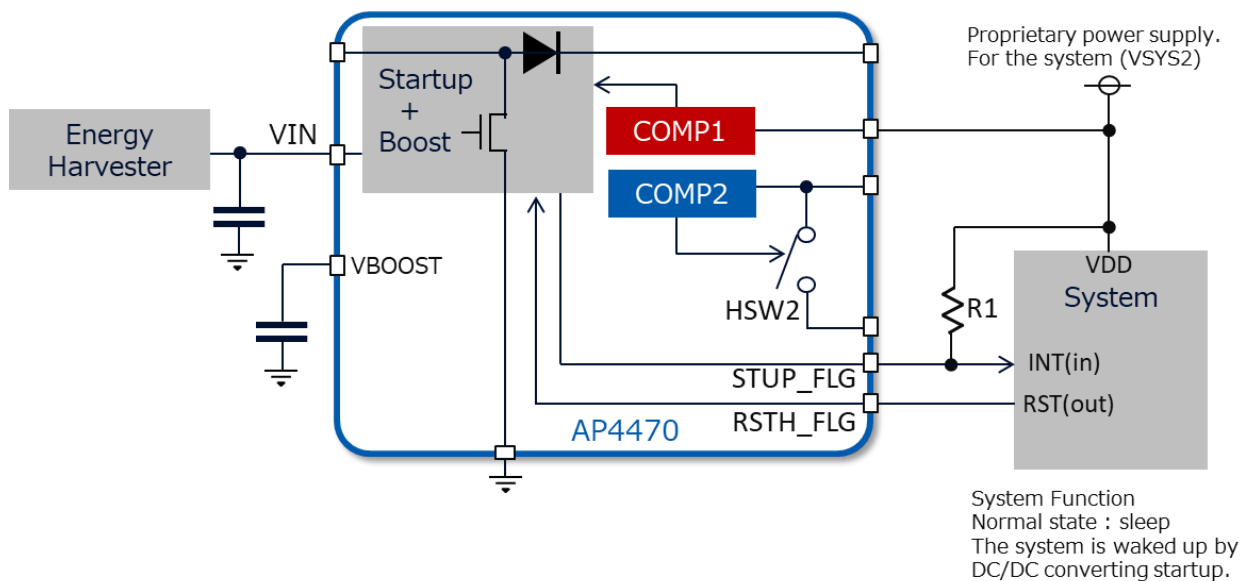 Proprietary power supply.
For the system (VSYS2)
Startup
+
Boost
COMP1
COMP2
Energy
Harvester
VIN
VBOOST
HSW2
R1
VDD
System
INT(in)
RST(out)
STUP_FLG
RSTH_FLG
AP4470
System Function
Normal state : sleep
The system is waked up by
DC/DC converting startup.